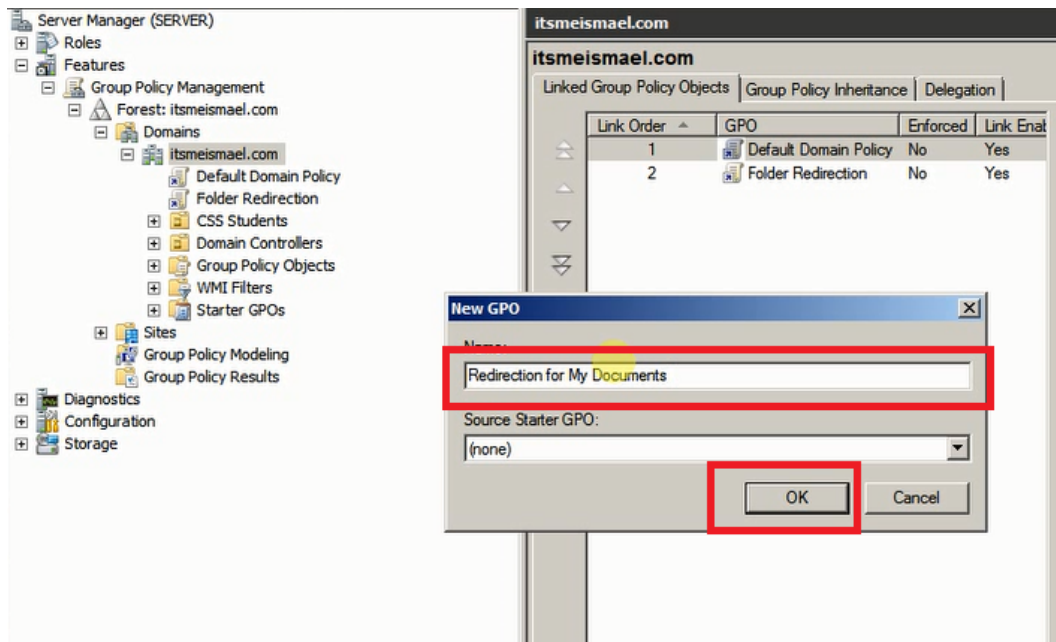 Server Manager (SERVER)
Roles
Features
Group Policy Management
Forest: itsmeismael.com
Domains
itsmeismael.com
Default Domain Policy
Folder Redirection
CSS Students
Domain Controllers
Group Policy Objects
WMI Filters
Starter GPOs
Sites
Group Policy Modeling
Group Policy Results
Diagnostics
Configuration
Storage
itsmeismael.com
itsmeismael.com
Linked Group Policy Objects Group Policy Inheritance Delegation
Link Order GPO Enforced Link Enab
1 Default Domain Policy No Yes
2 Folder Redirection No Yes
New GPO
Name:
Redirection for My Documents
Source Starter GPO:
(none)
OK Cancel